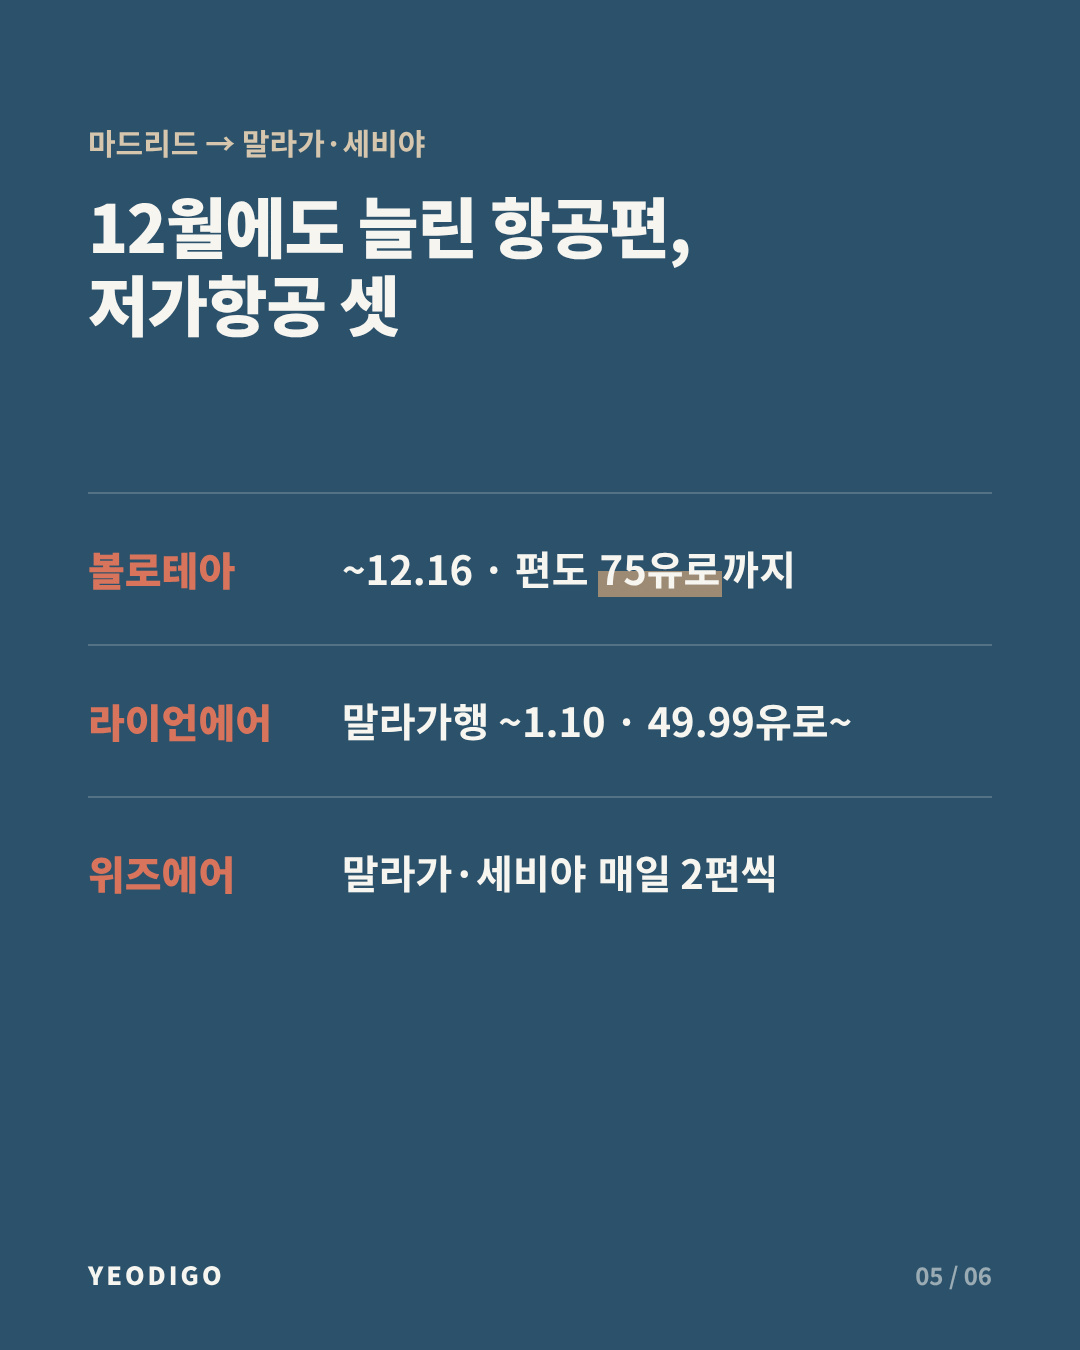 마드리드 → 말라가·세비야
12월에도 늘린 항공편,
저가항공 셋
볼로테아 ~12.16 · 편도 75유로까지
라이언에어 말라가행 ~1.10 · 49.99유로~
위즈에어 말라가·세비야 매일 2편씩
YEODIGO 05 / 06